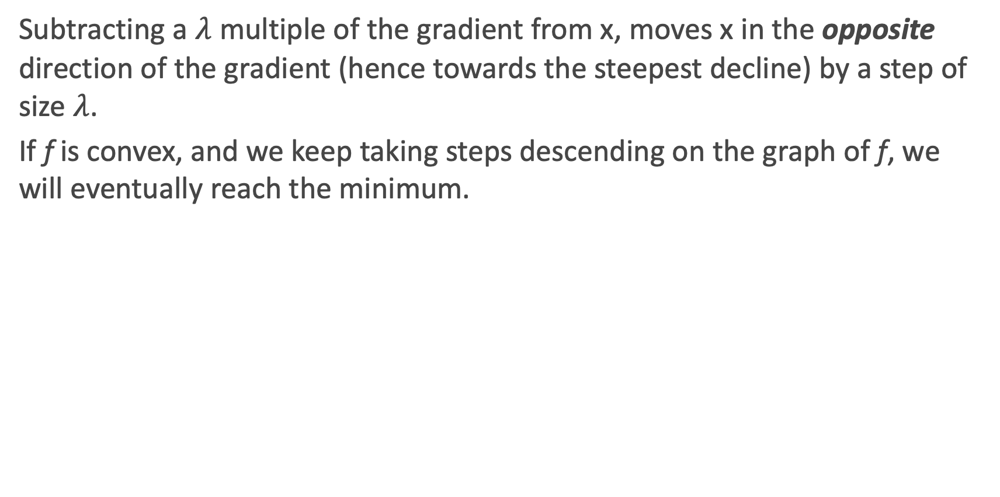 Subtracting a λ multiple of the gradient from x, moves x in the opposite
direction of the gradient (hence towards the steepest decline) by a step of
size λ.
If f is convex, and we keep taking steps descending on the graph of f, we
will eventually reach the minimum.